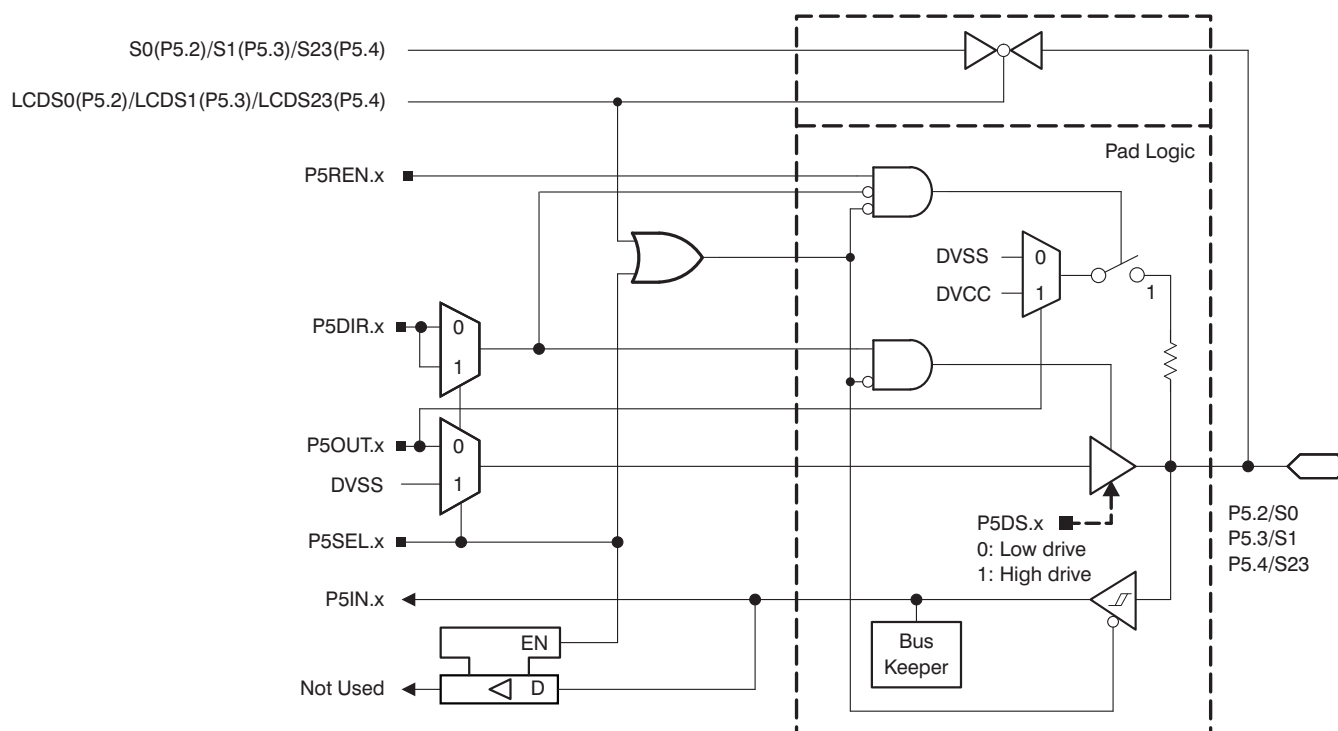 S0(P5.2)/S1(P5.3)/S23(P5.4)
LCDS0(P5.2)/LCDS1(P5.3)/LCDS23(P5.4)
Pad Logic
P5REN.x
DVSS
0
DVCC
1
1
P5DIR.x
0
1
P5OUT.x
0
DVSS
1
P5SEL.x
P5DS.x
0: Low drive
1: High drive
P5.2/S0
P5.3/S1
P5.4/S23
P5IN.x
Bus
Keeper
EN
Not Used
D